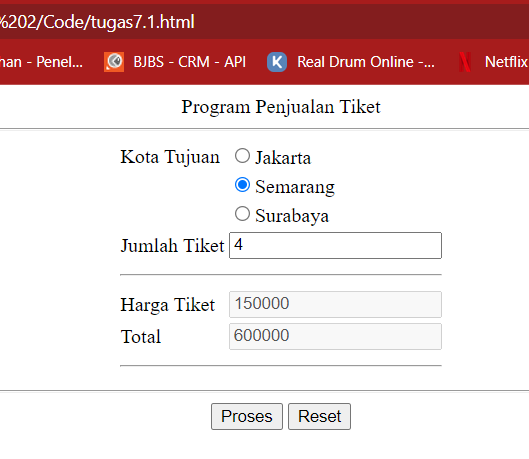 %202/Code/tugas7.1.html
han - Penel... BJBS - CRM - API K Real Drum Online -... N Netflix
Program Penjualan Tiket
Kota Tujuan Jakarta
Semarang
Surabaya
Jumlah Tiket 4
Harga Tiket 150000
Total 600000
Proses Reset